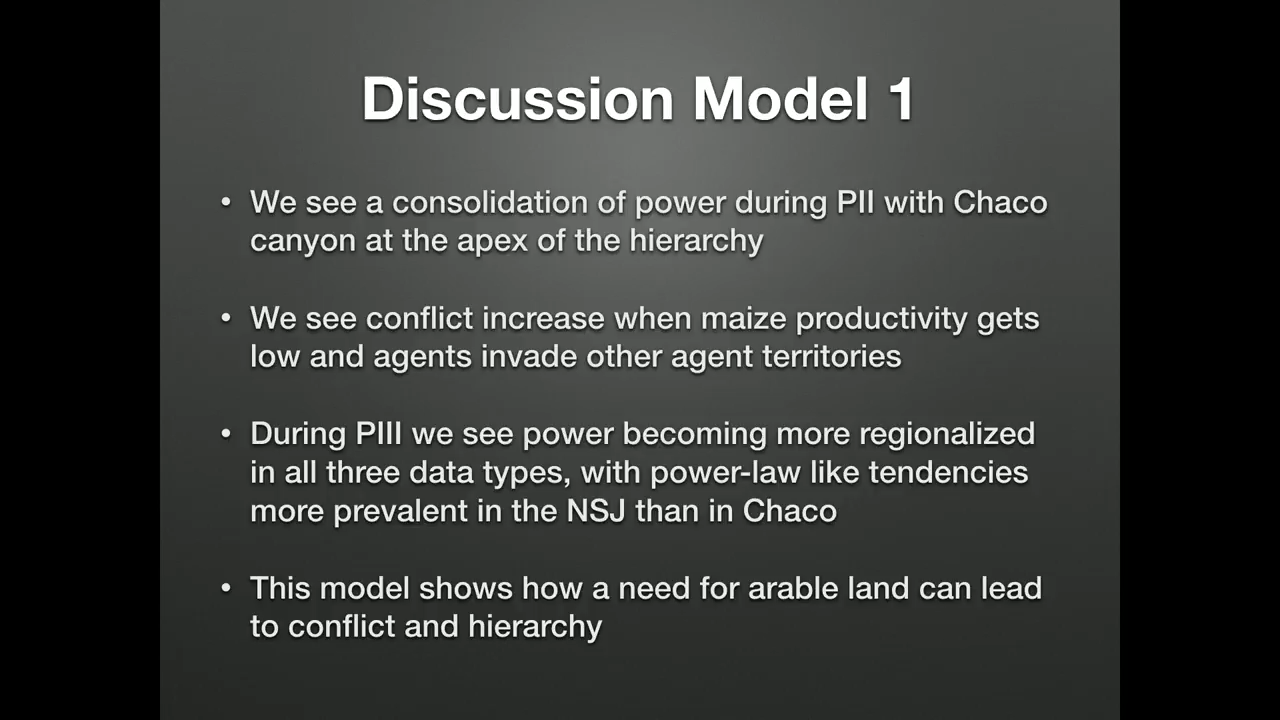 Discussion Model 1
• We see a consolidation of power during PII with Chaco
canyon at the apex of the hierarchy
• We see conflict increase when maize productivity gets
low and agents invade other agent territories
• During PIII we see power becoming more regionalized
in all three data types, with power-law like tendencies
more prevalent in the NSJ than in Chaco
• This model shows how a need for arable land can lead
to conflict and hierarchy